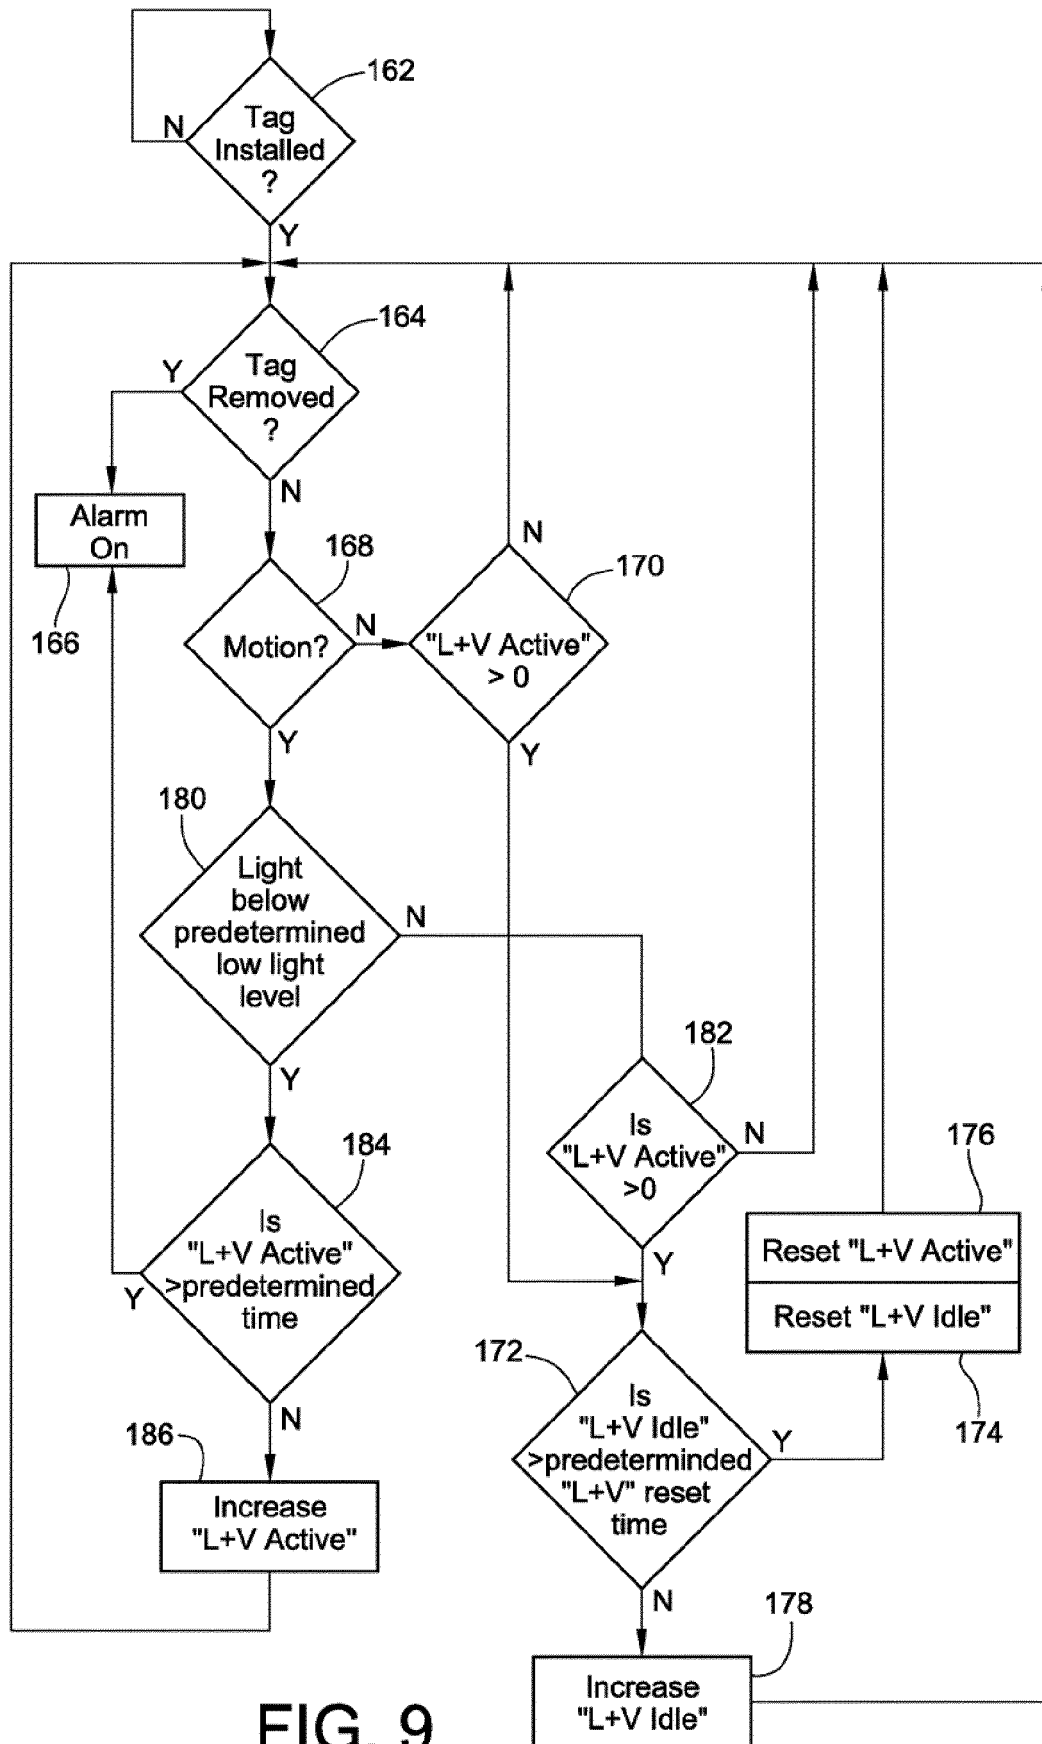 162
N
Tag
Installed
?
Y
164
Y
Tag
Removed
?
N
Alarm
On
166
168
Motion?
N
Y
N
170
"L+V Active"
> 0
Y
180
Light
below
predetermined
low light
level
N
Y
182
Is
"L+V Active"
>0
N
Y
184
Is
"L+V Active"
>predetermined
time
Y
N
176
Reset "L+V Active"
Reset "L+V Idle"
174
172
Is
"L+V Idle"
>predeterminded
"L+V" reset
time
Y
N
186
Increase
"L+V Active"
178
Increase
"L+V Idle"
FIG. 9